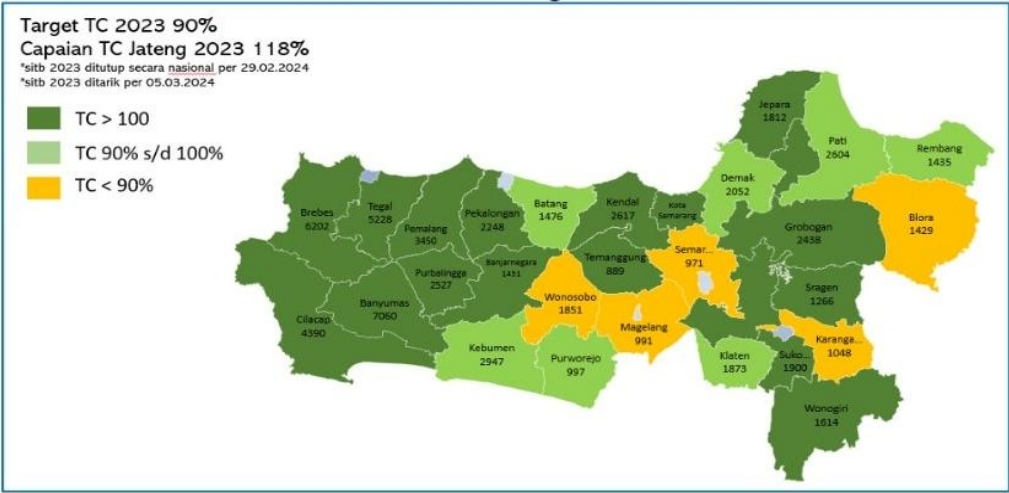 Target TC 2023 90%
Capaian TC Jateng 2023 118%
*sitb 2023 ditutup secara nasional per 29.02.2024
*sitb 2023 ditarik per 05.03.2024
TC > 100
TC 90% s/d 100%
TC < 90%
Jepara
1812
Pati
2604
Rembang
1435
Demak
2052
Blora
1429
Brebes
6202
Tegal
5228
Pemalang
3450
Pekalongan
2248
Batang
1476
Kendal
2617
Kota
Semarang
Grobogan
2438
Semar...
971
Temanggung
889
Banjarnegara
1431
Purbalingga
2527
Sragen
1266
Wonosobo
1851
Banyumas
7060
Cilacap
4390
Magelang
991
Karanga...
1048
Kebumen
2947
Purworejo
997
Klaten
1873
Suko...
1900
Wonogiri
1614